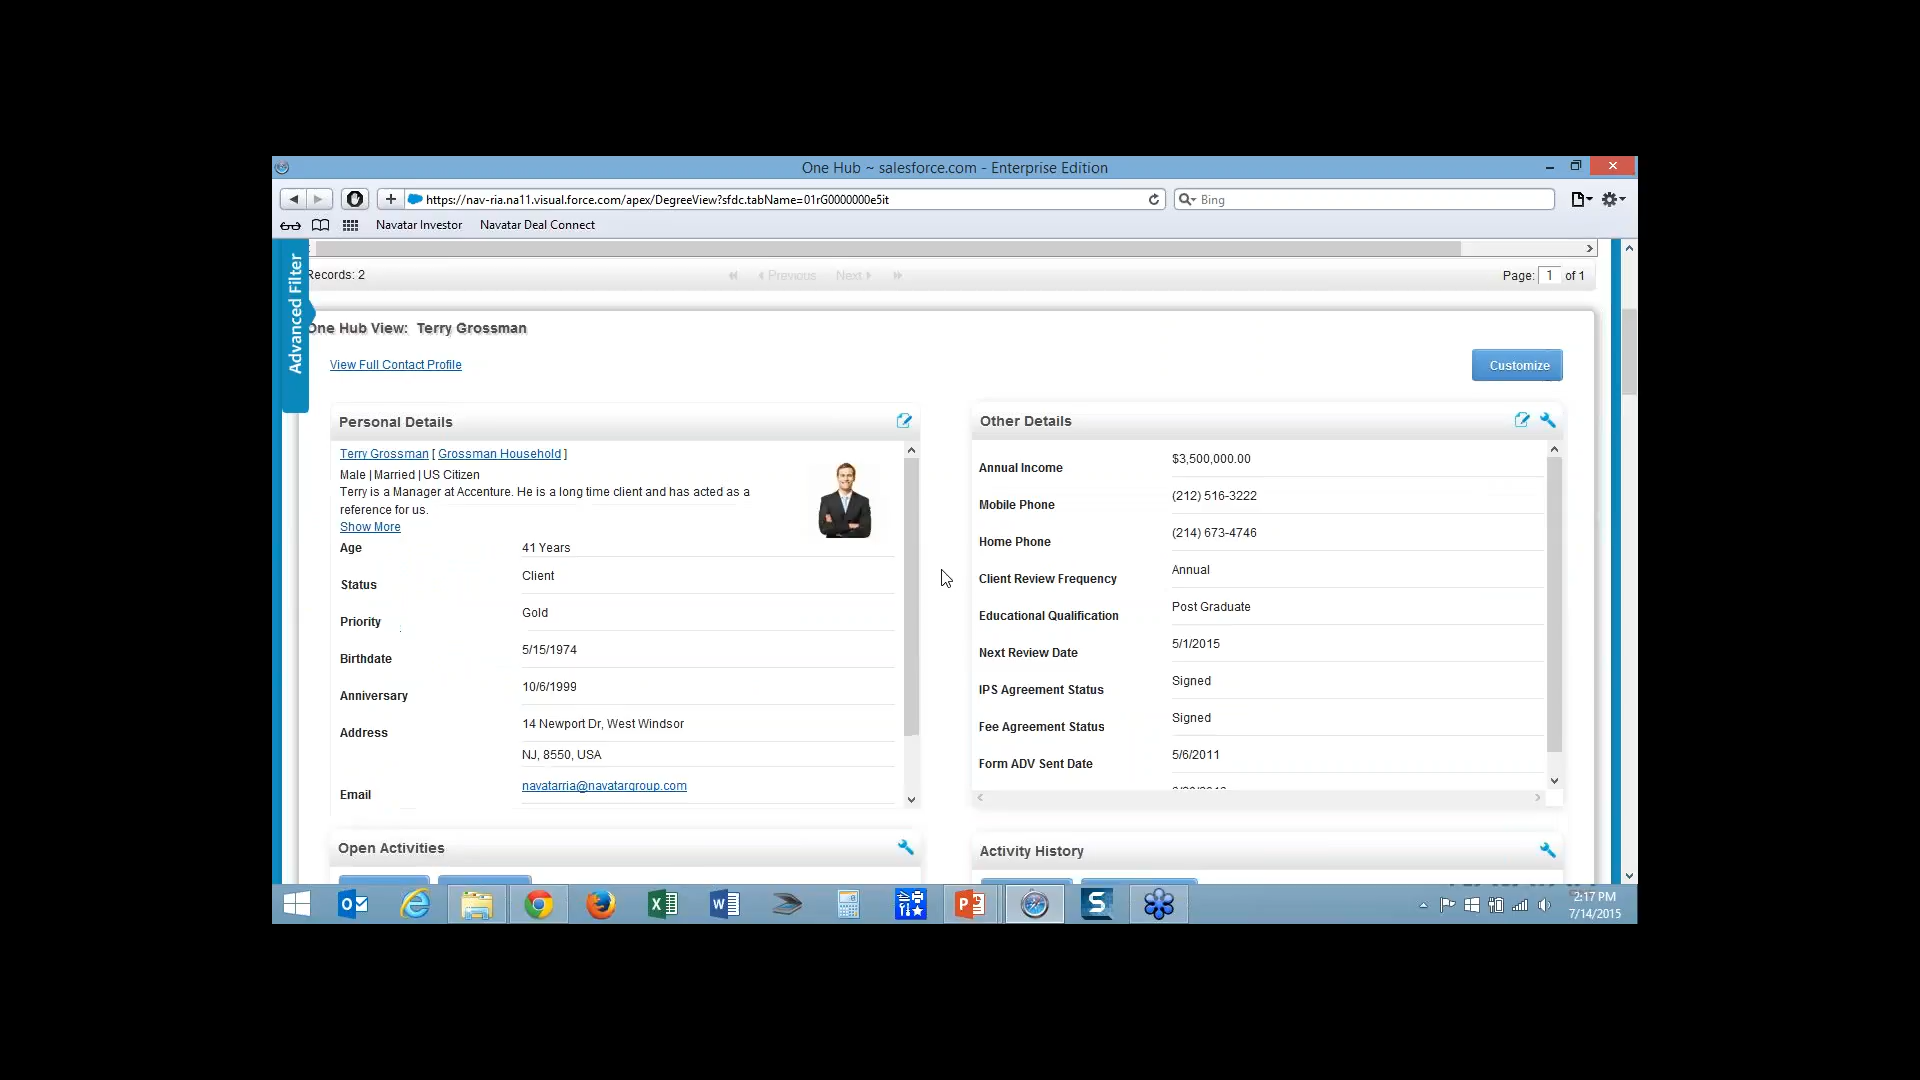 One Hub ~ salesforce.com - Enterprise Edition
https://nav-ria.na11.visual.force.com/apex/DegreeView?sfdc.tabName=01rG0000000e5it
Bing
Navatar Investor Navatar Deal Connect
Advanced Filter
Records: 2 Previous Next Page: 1 of 1
One Hub View: Terry Grossman
View Full Contact Profile
Customize
Personal Details
Terry Grossman [ Grossman Household ]
Male | Married | US Citizen
Terry is a Manager at Accenture. He is a long time client and has acted as a
reference for us.
Show More
Age 41 Years
Status Client
Priority Gold
Birthdate 5/15/1974
Anniversary 10/6/1999
Address 14 Newport Dr, West Windsor
NJ, 8550, USA
Email navatarria@navatargroup.com
Other Details
Annual Income $3,500,000.00
Mobile Phone (212) 516-3222
Home Phone (214) 673-4746
Client Review Frequency Annual
Educational Qualification Post Graduate
Next Review Date 5/1/2015
IPS Agreement Status Signed
Fee Agreement Status Signed
Form ADV Sent Date 5/6/2011
Open Activities
Activity History
2:17 PM
7/14/2015